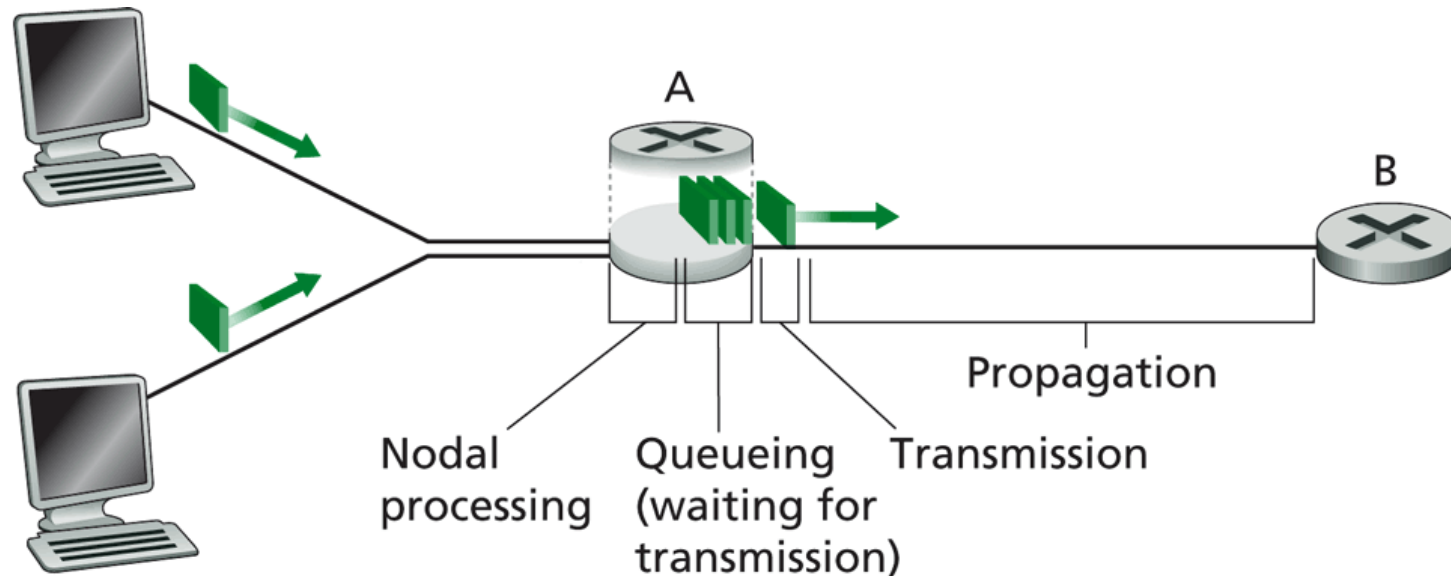 A
B
Propagation
Nodal
processing
Queueing
(waiting for
transmission)
Transmission